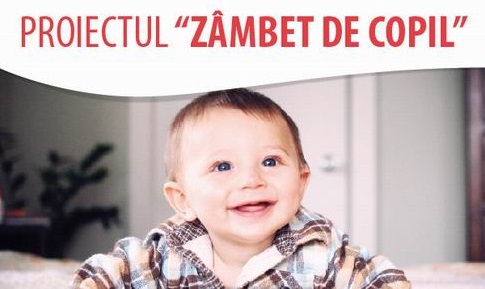 PROIECTUL “ZÂMBET DE COPIL”